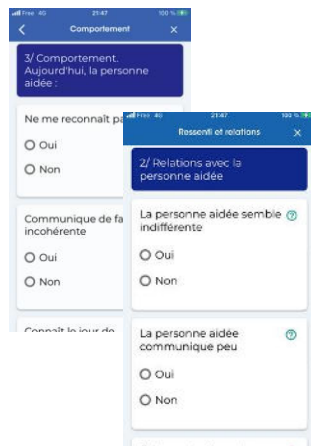 Free 4G 21:47 100 %
Comportement
3/ Comportement.
Aujourd'hui, la personne
aidée :
Ne me reconnaît pa
Oui
Non
Communique de fa
incohérente
Oui
Non
Connaît le jour de
Free 4G 21:47 100 %
Ressenti et relations
2/ Relations avec la
personne aidée
La personne aidée semble
indifférente
Oui
Non
La personne aidée
communique peu
Oui
Non